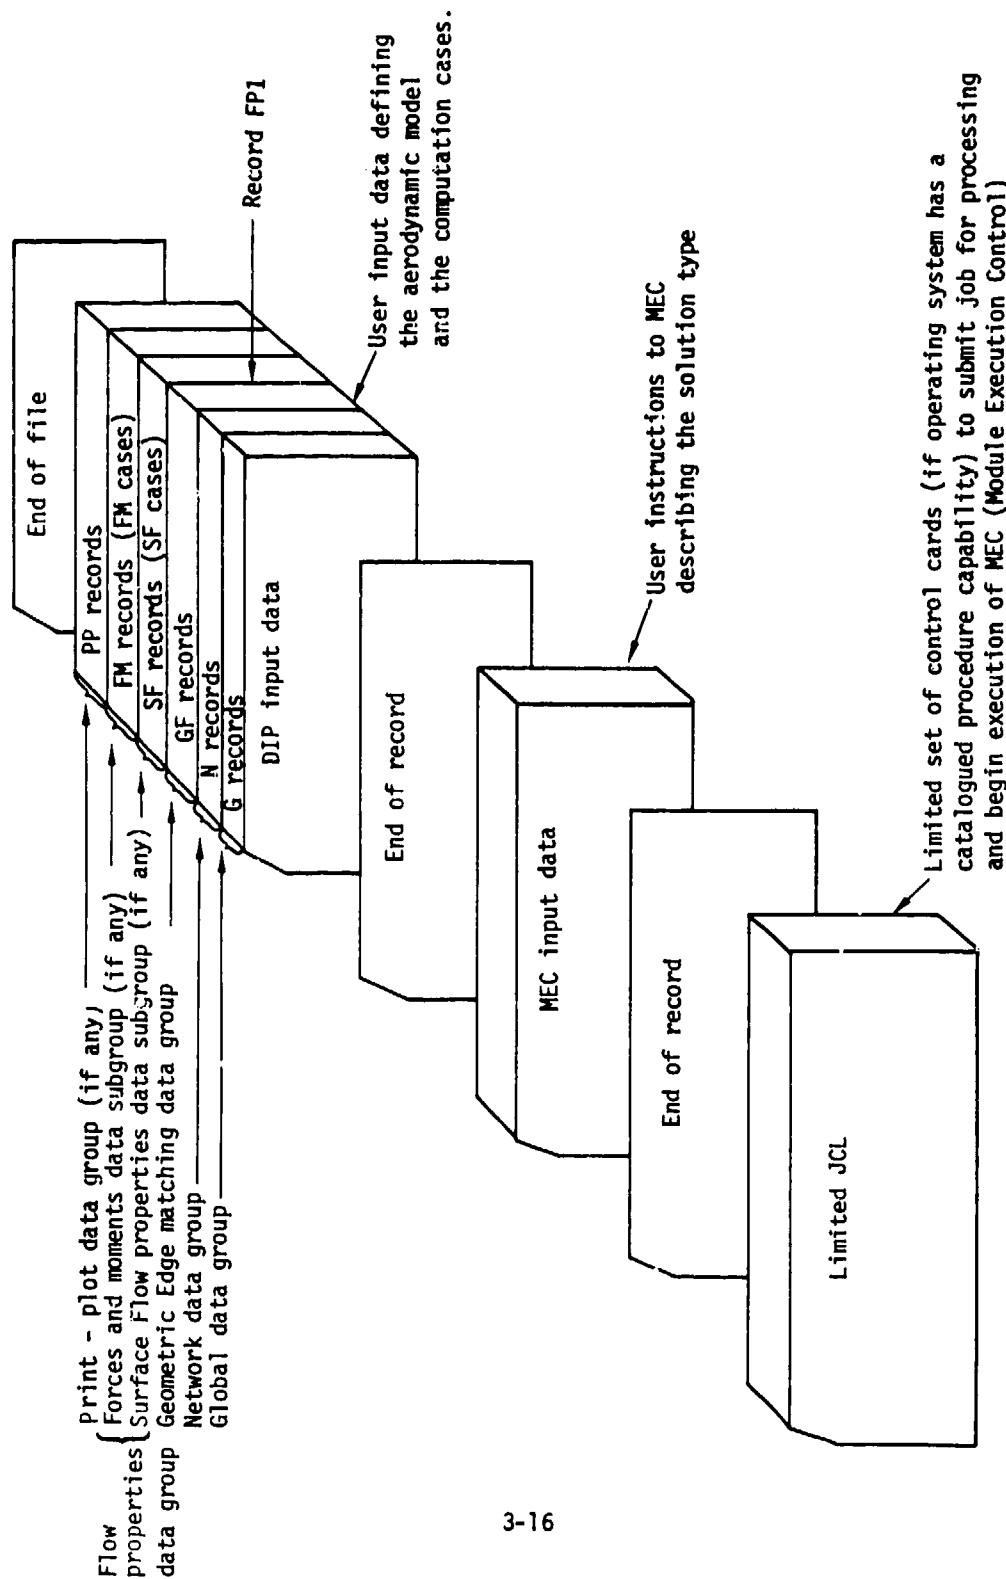 Flow
properties
data group
Print - plot data group (if any)
Forces and moments data subgroup (if any)
Surface Flow properties data subgroup (if any)
Geometric Edge matching data group
Network data group
Global data group
End of file
PP records
FM records (FM cases)
SF records (SF cases)
GF records
N records
G records
DIP input data
Record FP1
User input data defining
the aerodynamic model
and the computation cases.
End of record
MEC input data
User instructions to MEC
describing the solution type
End of record
Limited JCL
Limited set of control cards (if operating system has a
catalogued procedure capability) to submit job for processing
and begin execution of MEC (Module Execution Control)
3-16